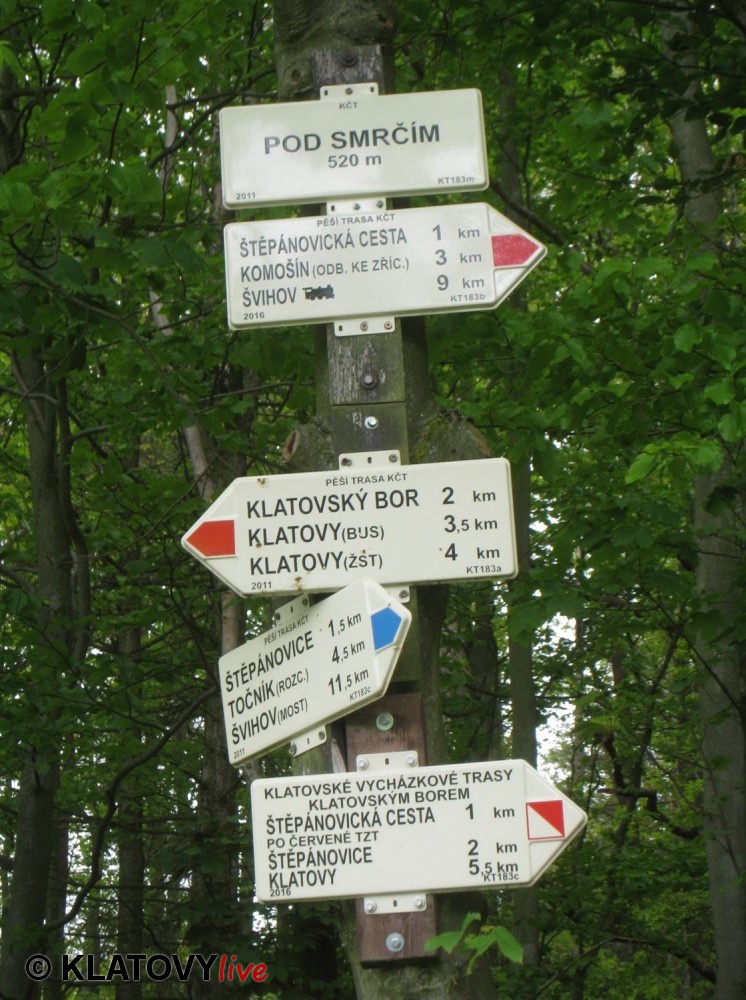 KČT
POD SMRČÍM
520 m
2011 KT183m
PĚŠÍ TRASA KČT
ŠTĚPÁNOVICKÁ CESTA 1 km
KOMOŠÍN (ODB. KE ZŘÍC.) 3 km
ŠVIHOV 9 km
2016 KT183b
PĚŠÍ TRASA KČT
KLATOVSKÝ BOR 2 km
KLATOVY (BUS) 3,5 km
KLATOVY (ŽST) 4 km
2011 KT183a
PĚŠÍ TRASA KČT
ŠTĚPÁNOVICE 1,5 km
TOČNÍK (ROZC.) 4,5 km
ŠVIHOV (MOST) 11,5 km
2011 KT183c
KLATOVSKÉ VYCHÁZKOVÉ TRASY
KLATOVSKÝM BOREM
ŠTĚPÁNOVICKÁ CESTA 1 km
PO ČERVENÉ TZT
ŠTĚPÁNOVICE 2 km
KLATOVY 5,5 km
2016 KT183c
© KLATOVYlive